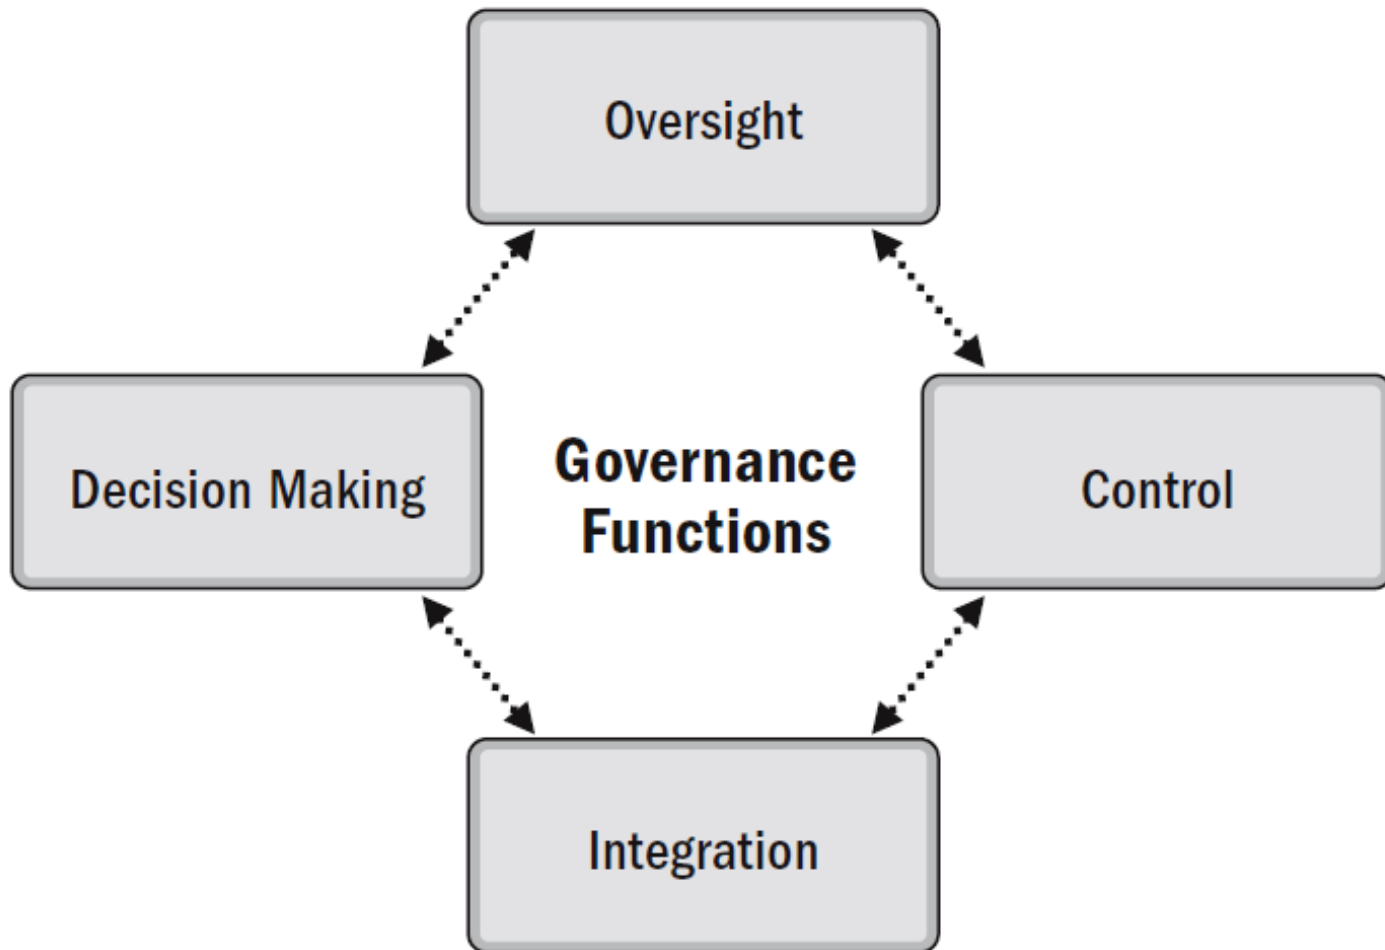 Oversight
Decision Making
Governance
Functions
Control
Integration